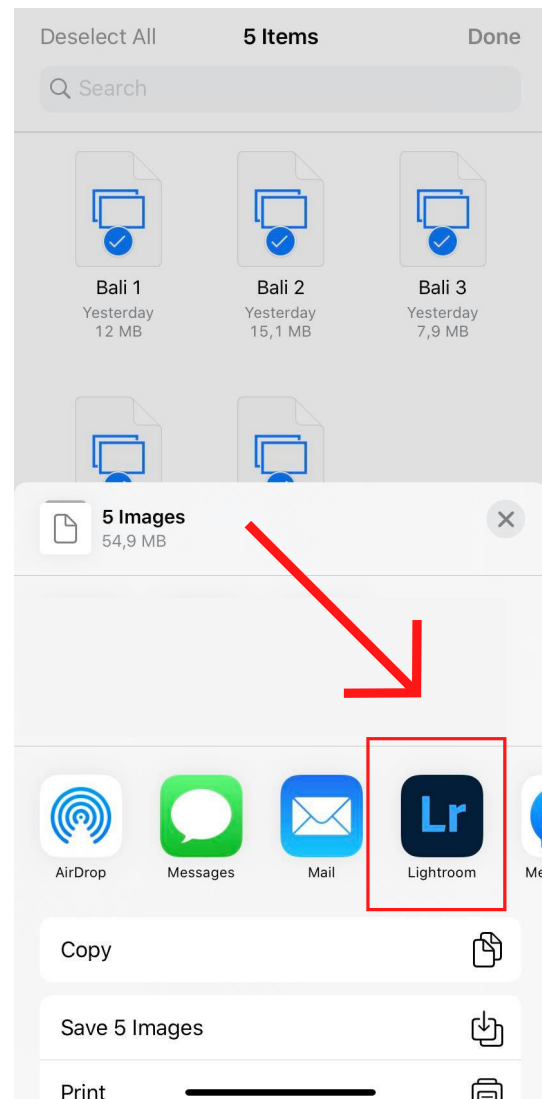 Deselect All 5 Items Done
Search
Bali 1 Bali 2 Bali 3
Yesterday Yesterday Yesterday
12 MB 15,1 MB 7,9 MB
5 Images
54,9 MB
Lr
AirDrop Messages Mail Lightroom Me
Copy
Save 5 Images
Print